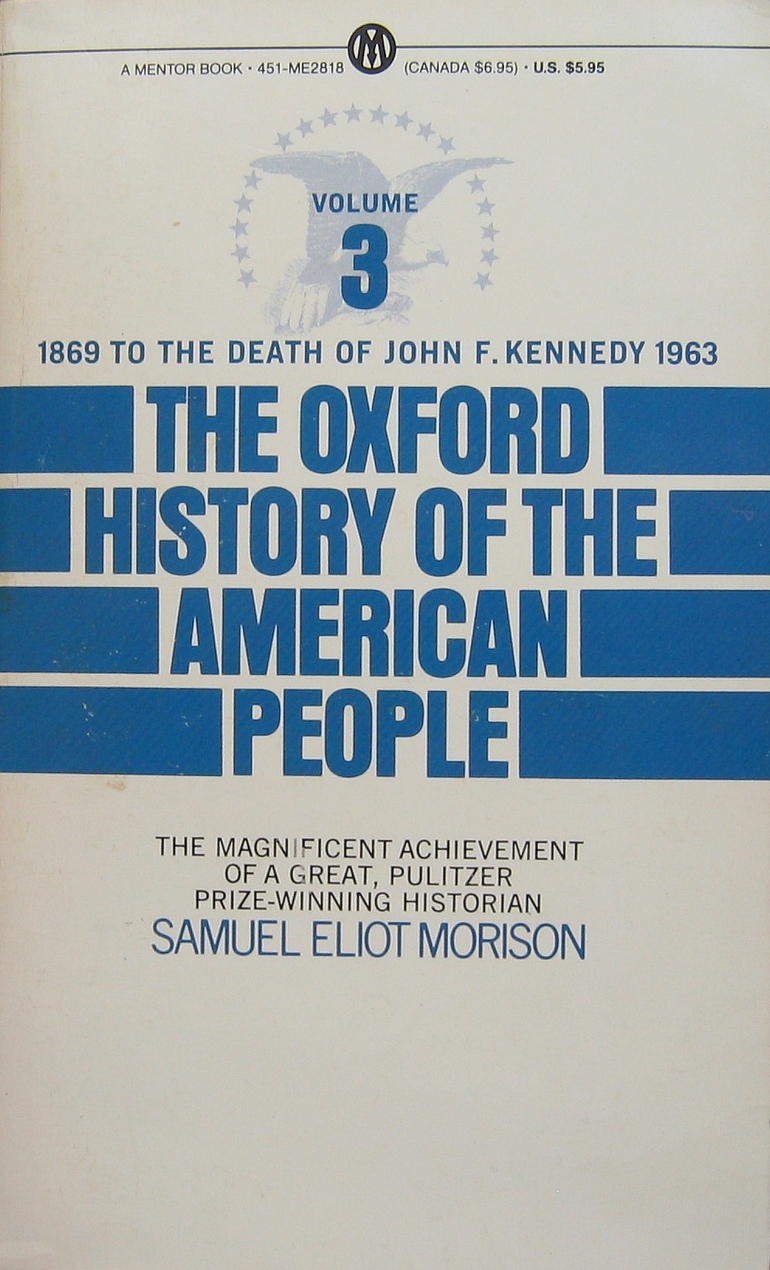 A MENTOR BOOK · 451-ME2818 M (CANADA $6.95) · U.S. $5.95
VOLUME
3
1869 TO THE DEATH OF JOHN F. KENNEDY 1963
THE OXFORD
HISTORY OF THE
AMERICAN
PEOPLE
THE MAGNIFICENT ACHIEVEMENT
OF A GREAT, PULITZER
PRIZE-WINNING HISTORIAN
SAMUEL ELIOT MORISON